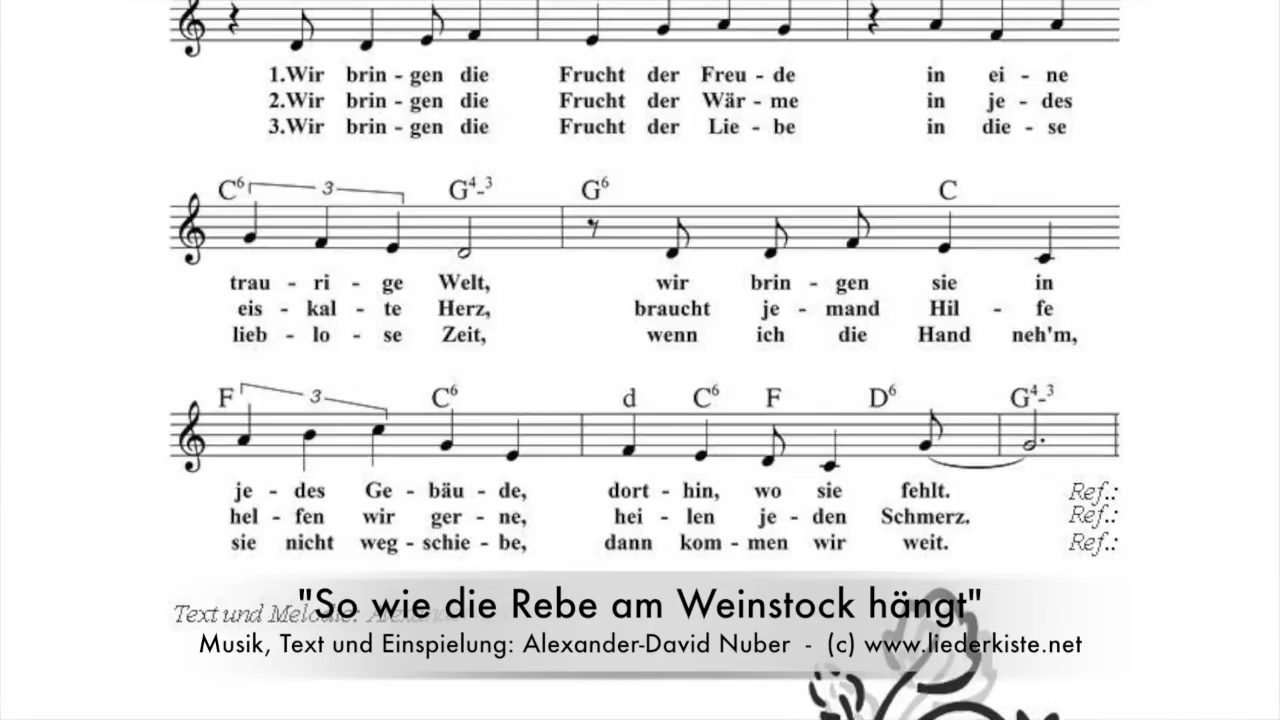 1.Wir brin - gen die Frucht der Freu - de in ei - ne
2.Wir brin - gen die Frucht der Wär - me in je - des
3.Wir brin - gen die Frucht der Lie - be in die - se
C6 3 G4-3 G6 C
trau - ri - ge Welt, wir brin - gen sie in
eis - kal - te Herz, braucht je - mand Hil - fe
lieb - lo - se Zeit, wenn ich die Hand neh'm,
F 3 C6 d C6 F D6 G4-3
je - des Ge - bäu - de, dort - hin, wo sie fehlt. Ref.:
hel - fen wir ger - ne, hei - len je - den Schmerz. Ref.:
sie nicht weg - schie - be, dann kom - men wir weit. Ref.:
Text und Melodie:
"So wie die Rebe am Weinstock hängt"
Musik, Text und Einspielung: Alexander-David Nuber - (c) www.liederkiste.net